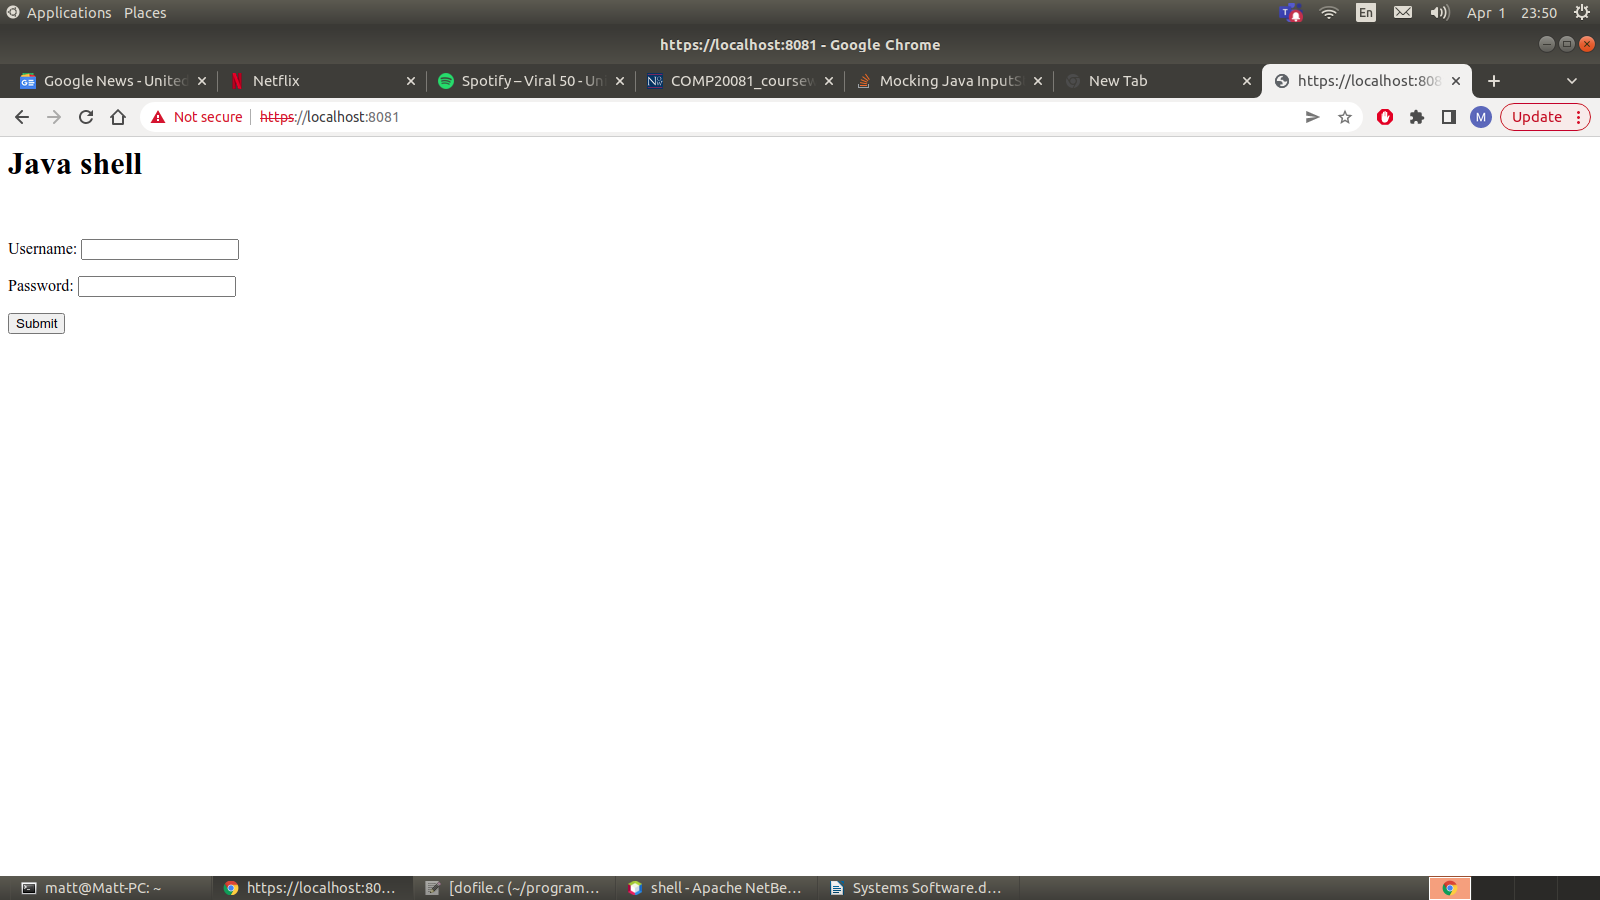 Applications Places
T En Apr 1 23:50
https://localhost:8081 - Google Chrome
Google News - United Netflix Spotify – Viral 50 - Un COMP20081_coursew Mocking Java InputS New Tab https://localhost:808
Not secure https://localhost:8081 M Update
Java shell
Username:
Password:
Submit
matt@Matt-PC: ~ https://localhost:80... [dofile.c (~/program... shell - Apache NetBe... Systems Software.d...